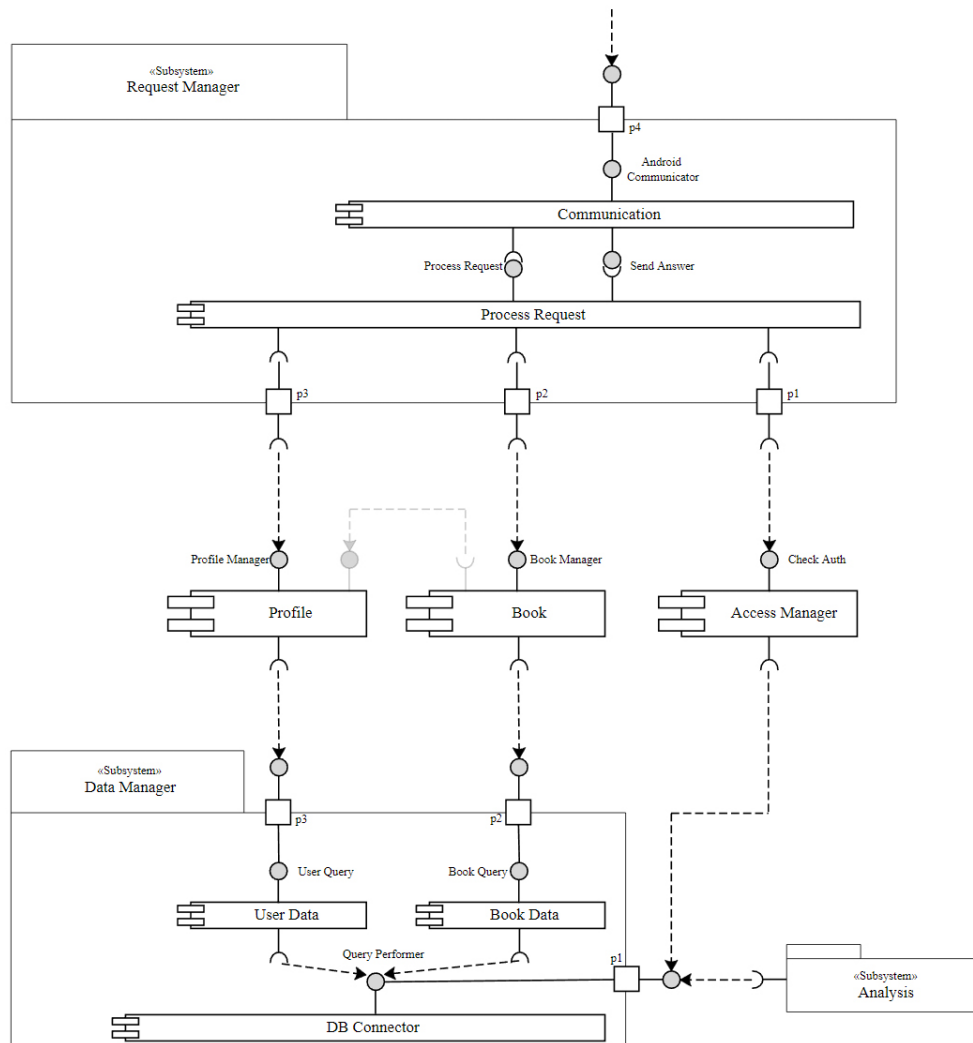 «Subsystem»
Request Manager
p4
Android
Communicator
Communication
Process Request
Send Answer
Process Request
p3
p2
p1
Profile Manager
Book Manager
Check Auth
Profile
Book
Access Manager
«Subsystem»
Data Manager
p3
p2
User Query
Book Query
User Data
Book Data
Query Performer
p1
«Subsystem»
Analysis
DB Connector